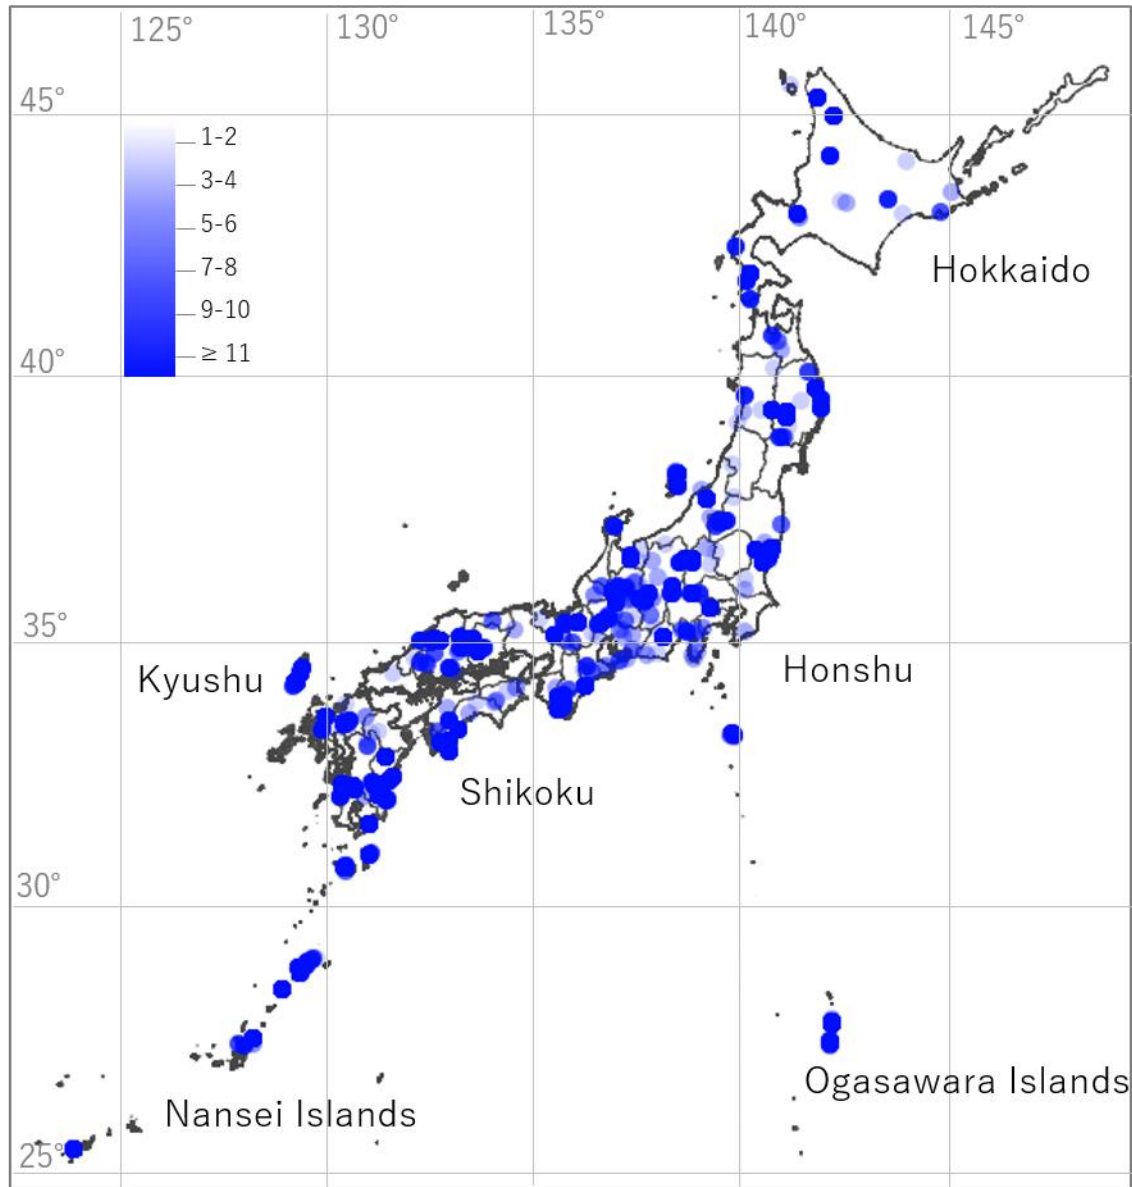 125° 130° 135° 140° 145°
45°
1-2
3-4
5-6
7-8
9-10
≥ 11
Hokkaido
40°
35°
Kyushu
Honshu
Shikoku
30°
Ogasawara Islands
Nansei Islands
25°